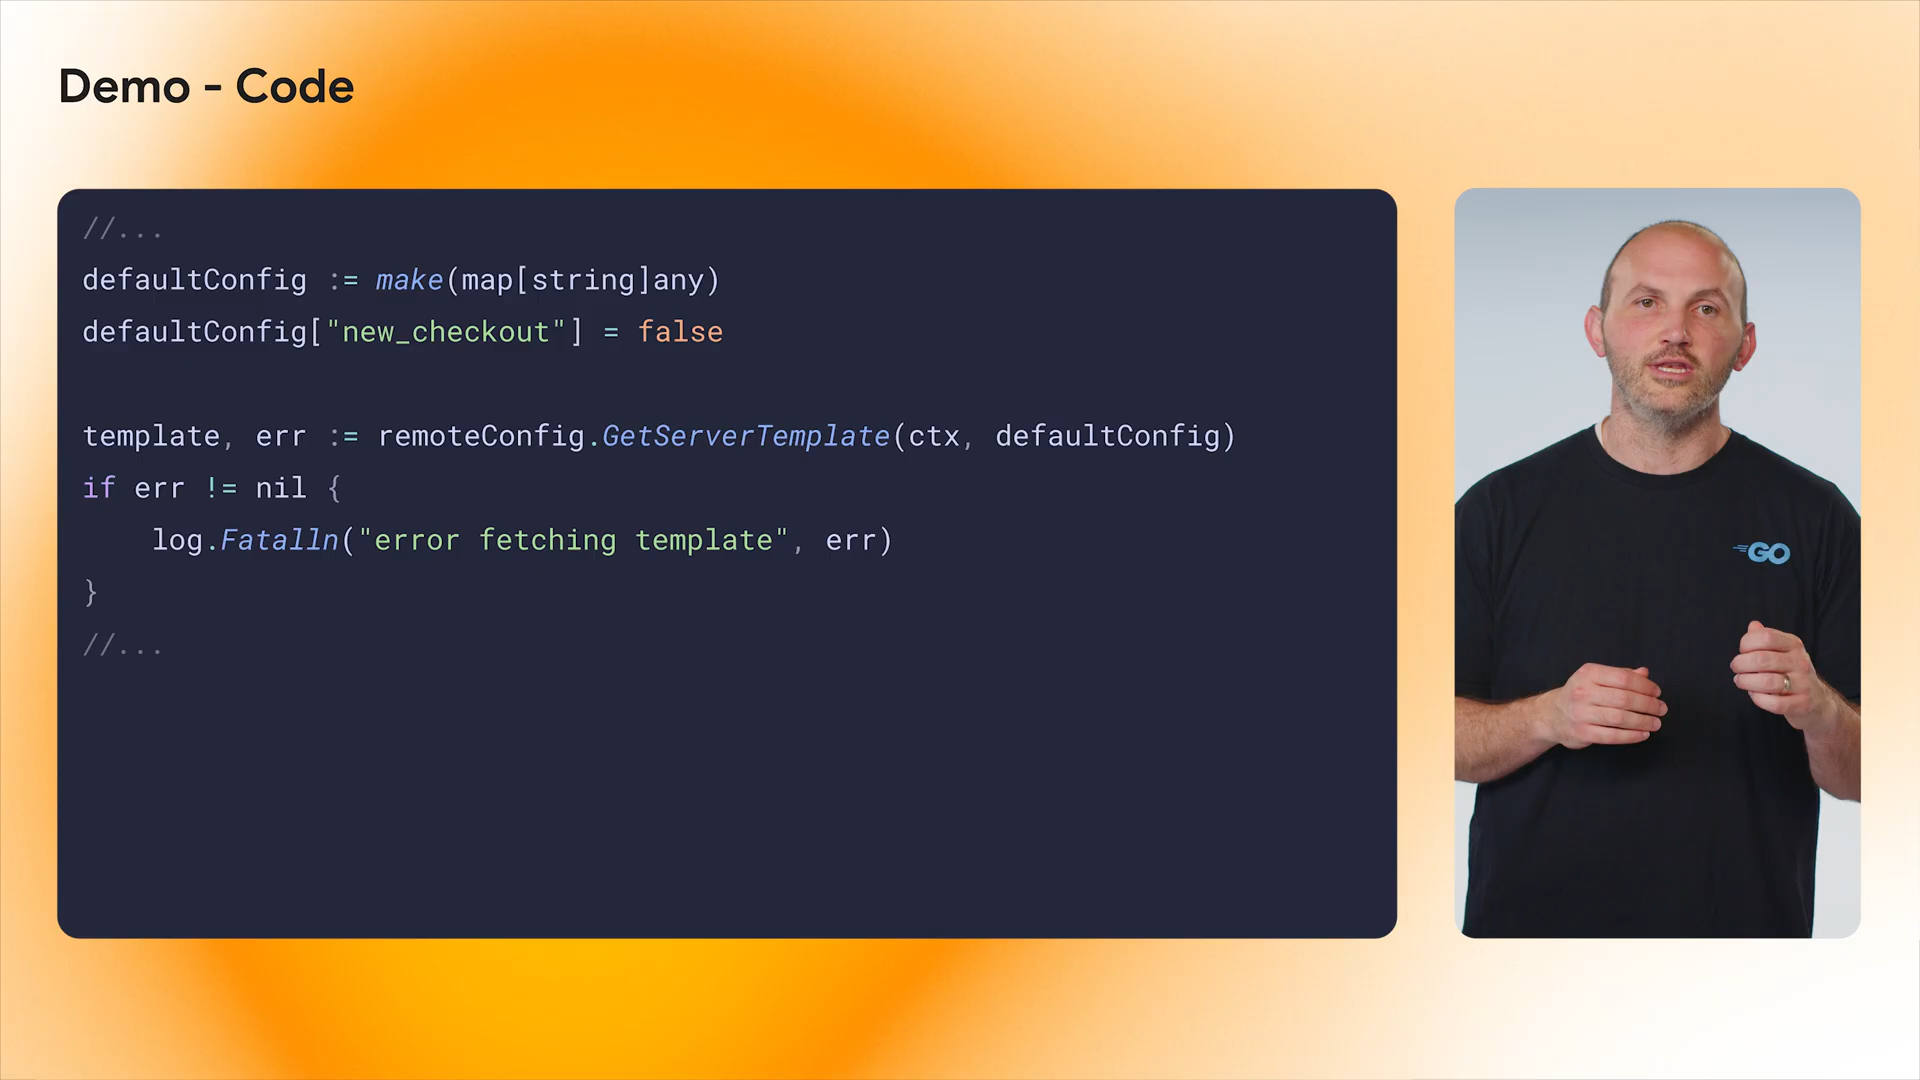 Demo - Code
//...
defaultConfig := make(map[string]any)
defaultConfig["new_checkout"] = false
template, err := remoteConfig.GetServerTemplate(ctx, defaultConfig)
if err != nil {
    log.Fatalln("error fetching template", err)
}
//...
GO